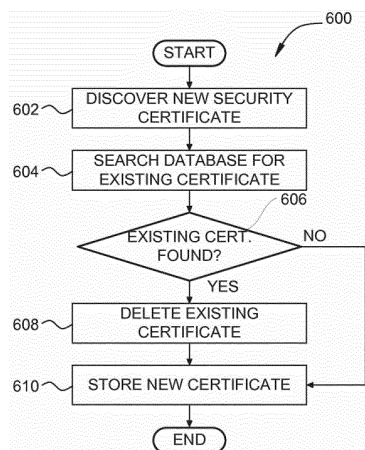 600
START
602
DISCOVER NEW SECURITY
CERTIFICATE
604
SEARCH DATABASE FOR
EXISTING CERTIFICATE
606
EXISTING CERT.
FOUND?
NO
YES
608
DELETE EXISTING
CERTIFICATE
610
STORE NEW CERTIFICATE
END